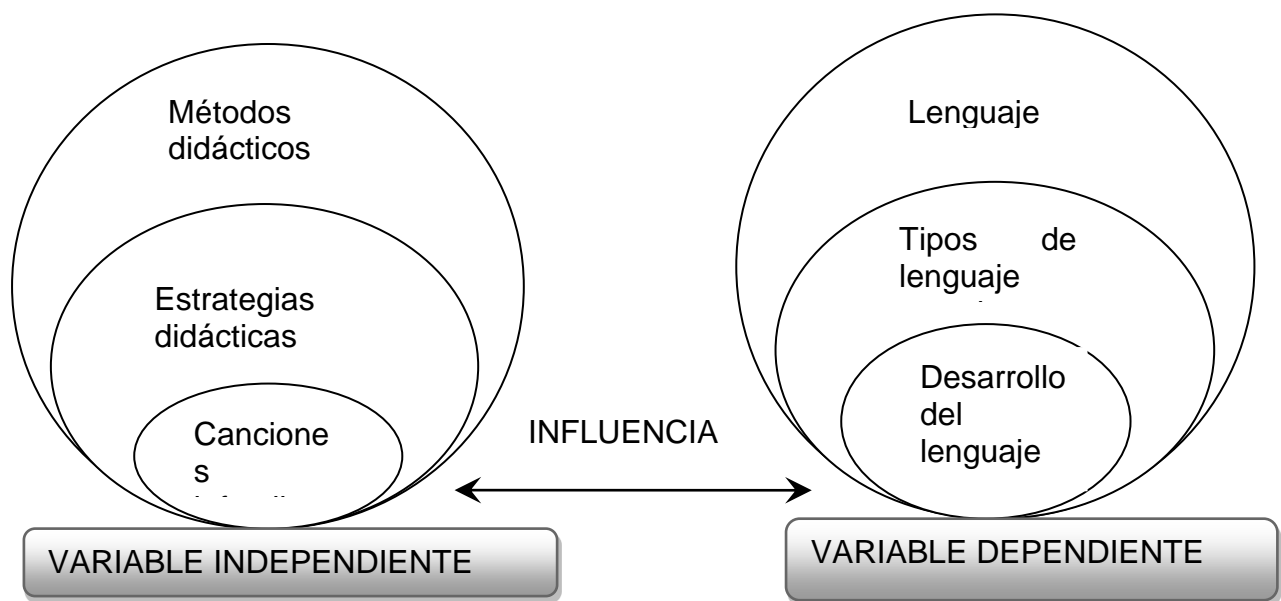 Métodos
didácticos
Estrategias
didácticas
Cancione
s
INFLUENCIA
VARIABLE INDEPENDIENTE
Lenguaje
Tipos de
lenguaje
Desarrollo
del
lenguaje
VARIABLE DEPENDIENTE